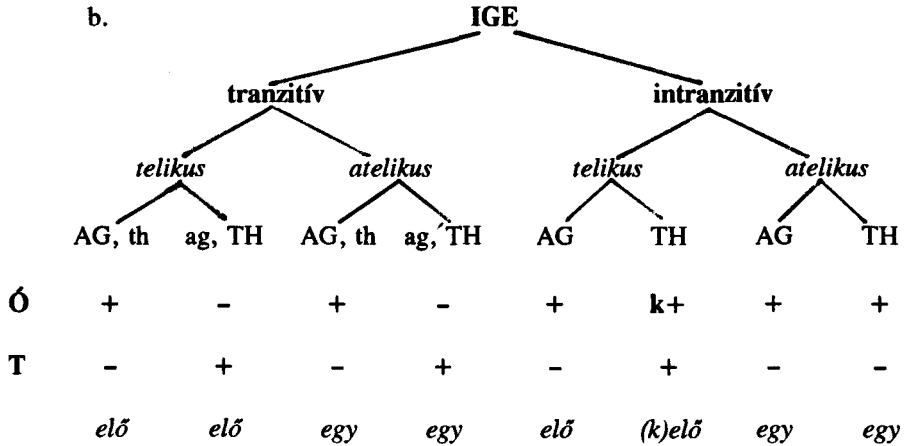 b. IGE
tranzitív intranzitív
telikus atelikus telikus atelikus
AG, th ag, TH AG, th ag, TH AG TH AG TH
Ó + – + – + k+ + +
T – + – + – + – –
elő elő egy egy elő (k)elő egy egy